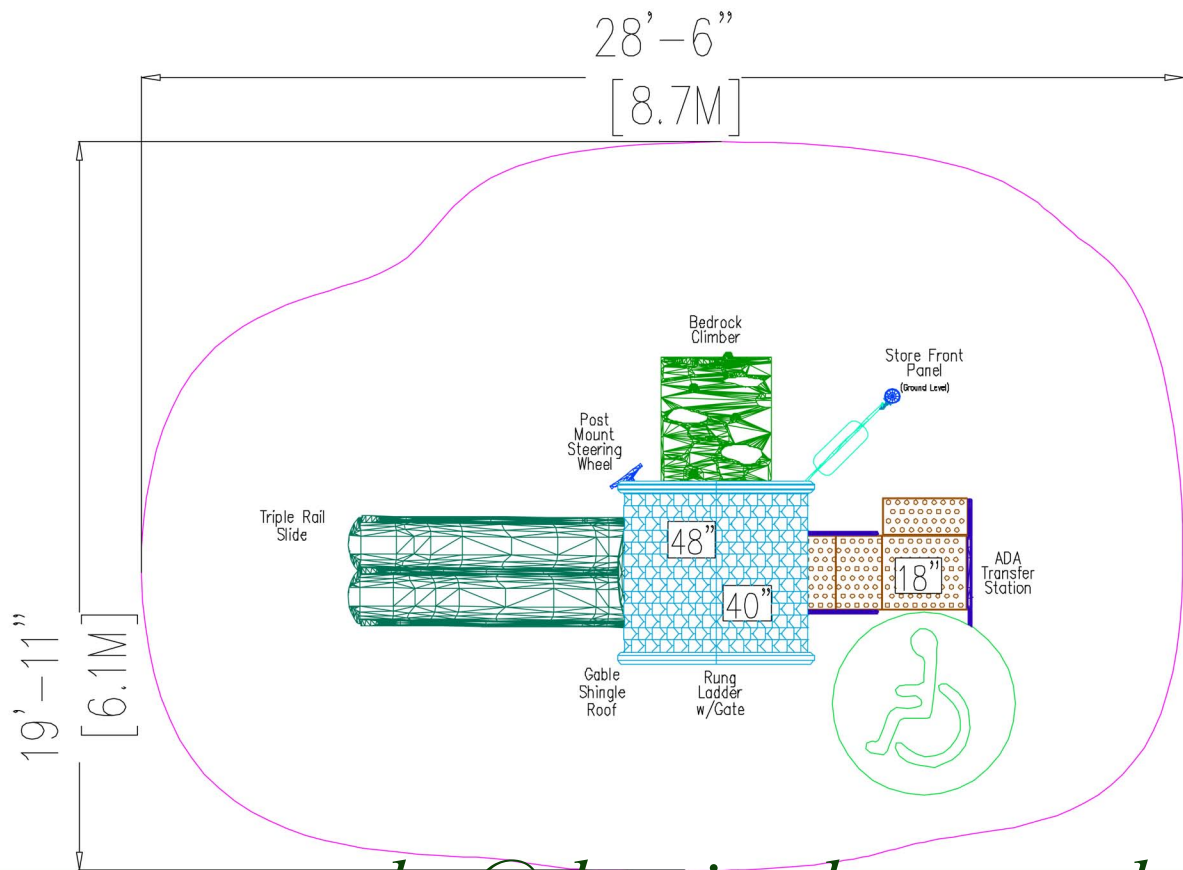 28'-6"
[8.7M]
Bedrock
Climber
Store Front
Panel
(Ground Level)
Post
Mount
Steering
Wheel
Triple Rail
Slide
48"
40"
18"
ADA
Transfer
Station
19'-11"
[6.1M]
Gable
Shingle
Roof
Rung
Ladder
w/Gate